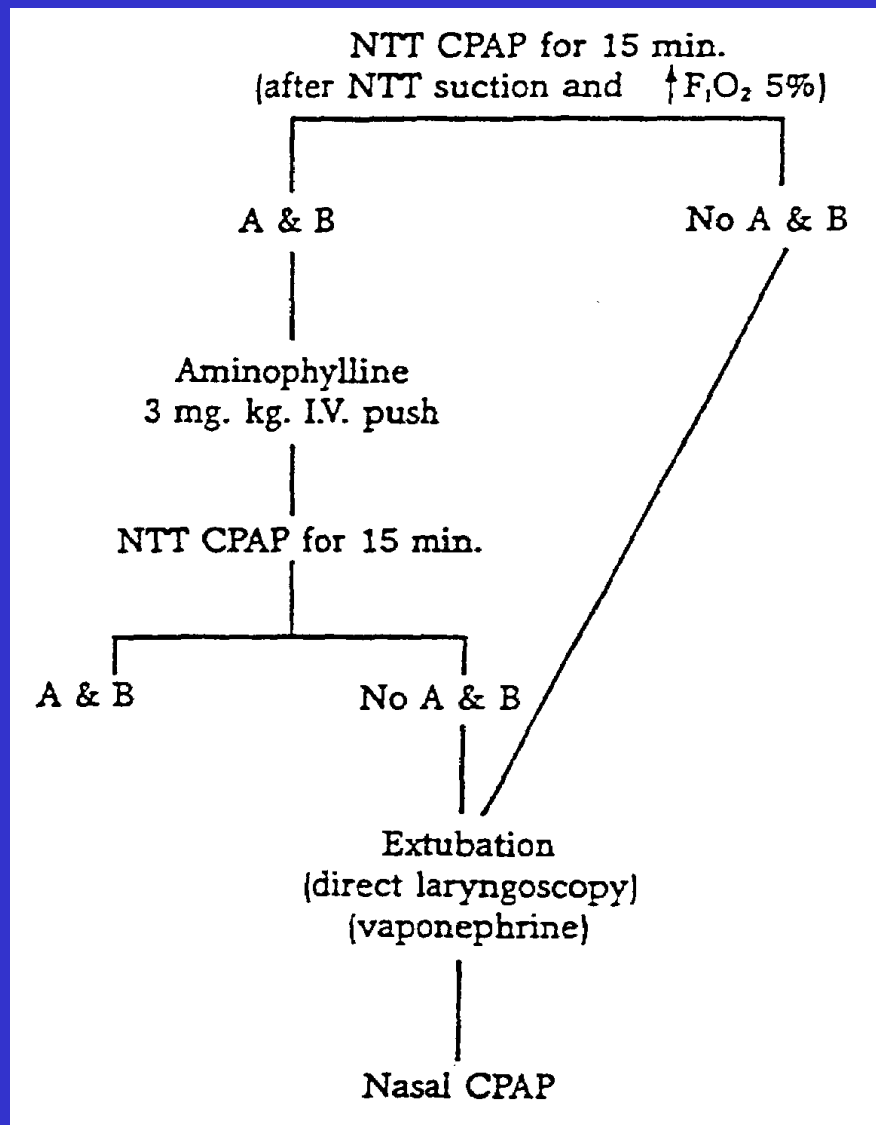 NTT CPAP for 15 min.
(after NTT suction and ↑F₁O₂ 5%)
A & B
No A & B
Aminophylline
3 mg. kg. I.V. push
NTT CPAP for 15 min.
A & B
No A & B
Extubation
(direct laryngoscopy)
(vaponephrine)
Nasal CPAP